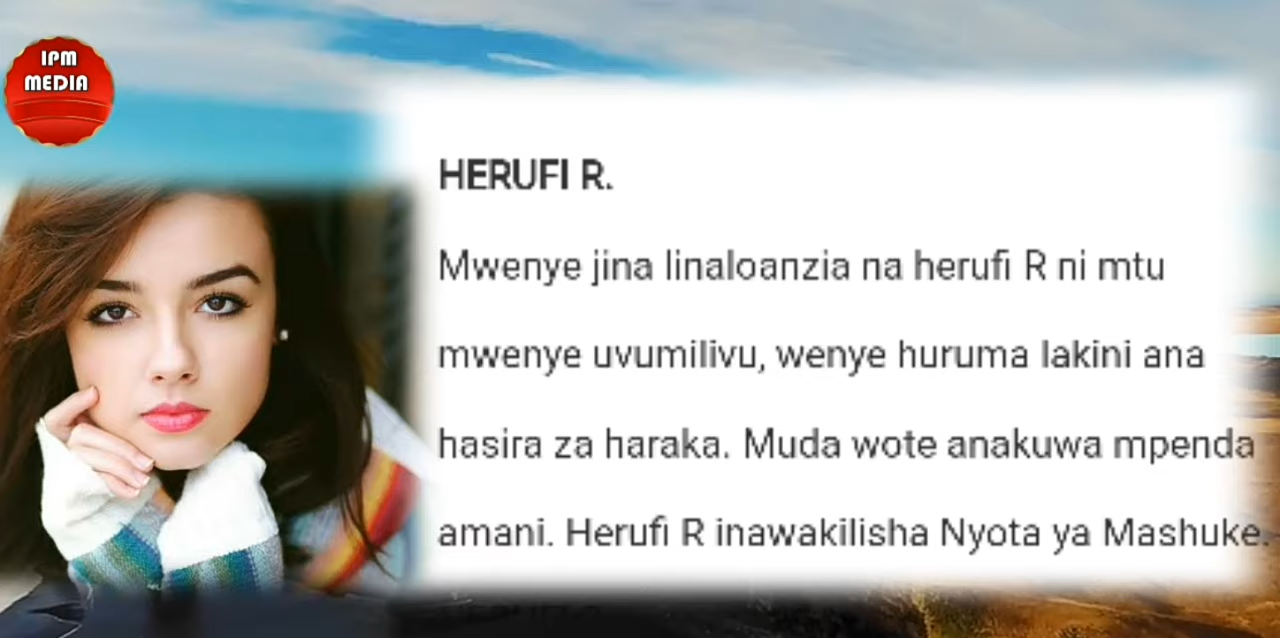 IPM
MEDIA
HERUFI R.
Mwenye jina linaloanzia na herufi R ni mtu
mwenye uvumilivu, wenye huruma lakini ana
hasira za haraka. Muda wote anakuwa mpenda
amani. Herufi R inawakilisha Nyota ya Mashuke.